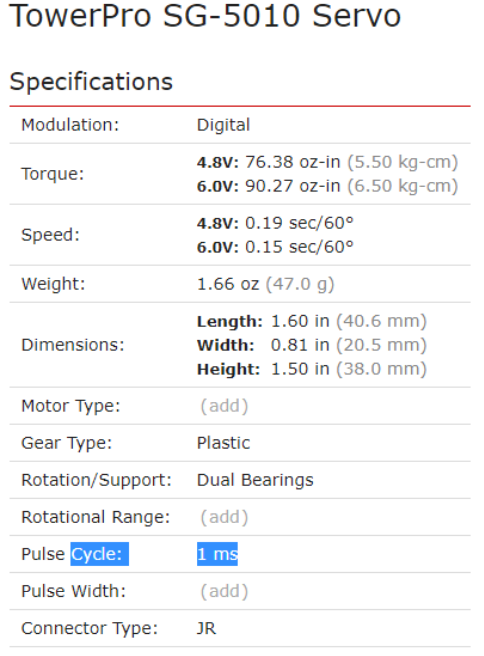 TowerPro SG-5010 Servo
Specifications
Modulation: Digital
Torque: 4.8V: 76.38 oz-in (5.50 kg-cm)
6.0V: 90.27 oz-in (6.50 kg-cm)
Speed: 4.8V: 0.19 sec/60°
6.0V: 0.15 sec/60°
Weight: 1.66 oz (47.0 g)
Dimensions: Length: 1.60 in (40.6 mm)
Width: 0.81 in (20.5 mm)
Height: 1.50 in (38.0 mm)
Motor Type: (add)
Gear Type: Plastic
Rotation/Support: Dual Bearings
Rotational Range: (add)
Pulse Cycle: 1 ms
Pulse Width: (add)
Connector Type: JR